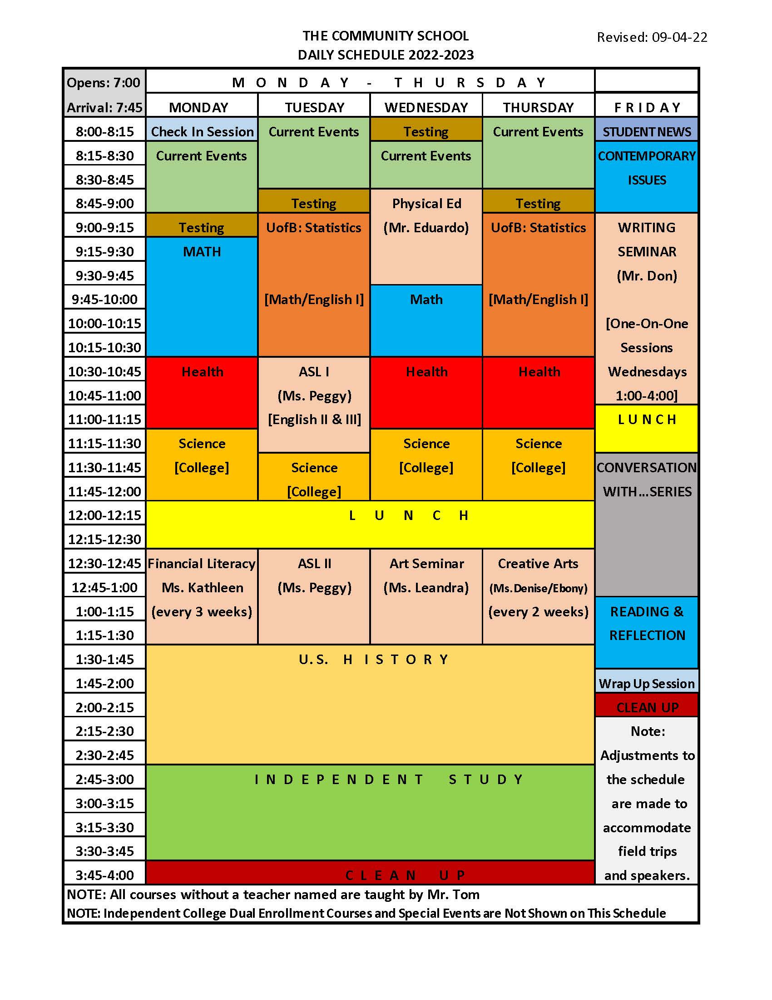 THE COMMUNITY SCHOOL
Revised: 09-04-22
DAILY SCHEDULE 2022-2023
Opens: 7:00 M O N D A Y - T H U R S D A Y
Arrival: 7:45 MONDAY TUESDAY WEDNESDAY THURSDAY F R I D A Y
8:00-8:15 Check In Session Current Events Testing Current Events STUDENT NEWS
8:15-8:30 Current Events Current Events CONTEMPORARY
8:30-8:45 ISSUES
8:45-9:00 Testing Physical Ed Testing
9:00-9:15 Testing UofB: Statistics (Mr. Eduardo) UofB: Statistics WRITING
9:15-9:30 MATH SEMINAR
9:30-9:45 (Mr. Don)
9:45-10:00 [Math/English I] Math [Math/English I]
10:00-10:15 [One-On-One
10:15-10:30 Sessions
10:30-10:45 Health ASL I Health Health Wednesdays
10:45-11:00 (Ms. Peggy) 1:00-4:00]
11:00-11:15 [English II & III] L U N C H
11:15-11:30 Science Science Science
11:30-11:45 [College] Science [College] [College] CONVERSATION
11:45-12:00 [College] WITH...SERIES
12:00-12:15 L U N C H
12:15-12:30
12:30-12:45 Financial Literacy ASL II Art Seminar Creative Arts
12:45-1:00 Ms. Kathleen (Ms. Peggy) (Ms. Leandra) (Ms. Denise/Ebony)
1:00-1:15 (every 3 weeks) (every 2 weeks) READING &
1:15-1:30 REFLECTION
1:30-1:45 U.S. H I S T O R Y
1:45-2:00 Wrap Up Session
2:00-2:15 CLEAN UP
2:15-2:30 Note:
2:30-2:45 Adjustments to
2:45-3:00 I N D E P E N D E N T S T U D Y the schedule
3:00-3:15 are made to
3:15-3:30 accommodate
3:30-3:45 field trips
3:45-4:00 C L E A N U P and speakers.
NOTE: All courses without a teacher named are taught by Mr. Tom
NOTE: Independent College Dual Enrollment Courses and Special Events are Not Shown on This Schedule